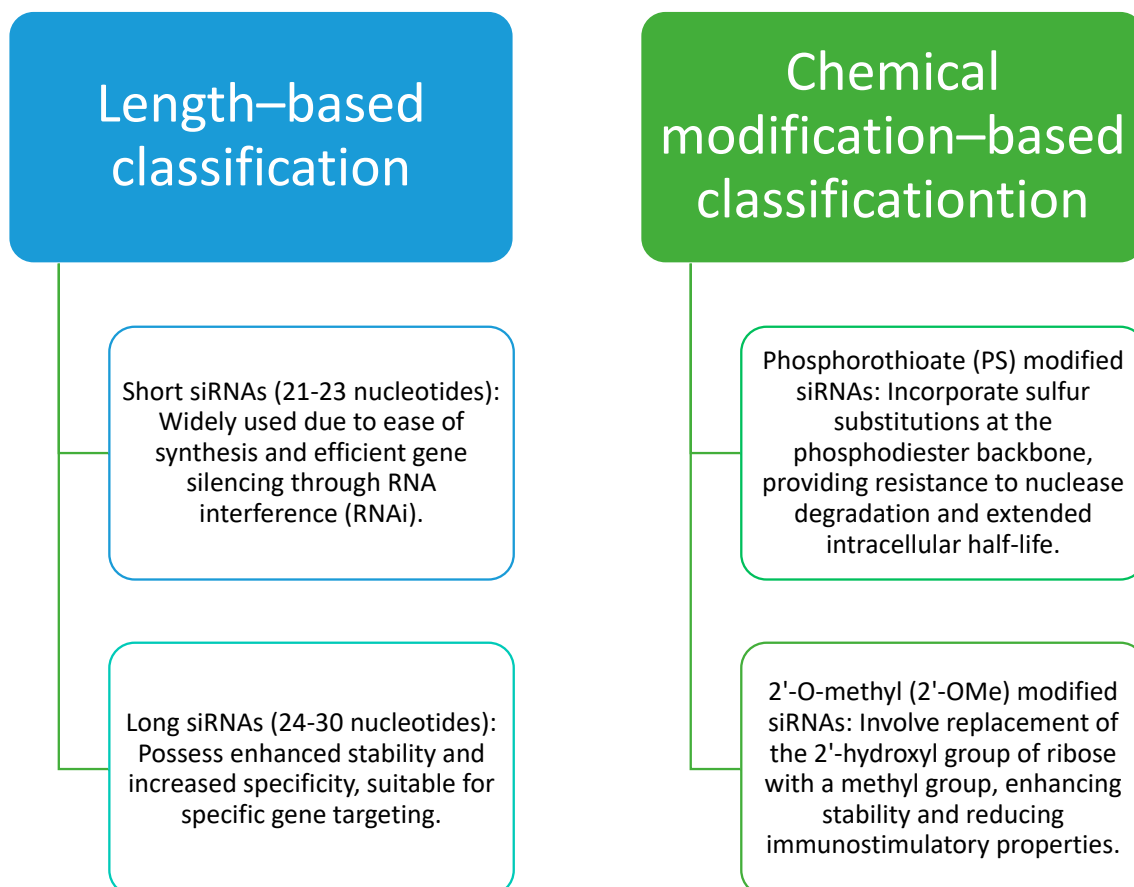 Length–based
classification
Short siRNAs (21-23 nucleotides):
Widely used due to ease of
synthesis and efficient gene
silencing through RNA
interference (RNAi).
Long siRNAs (24-30 nucleotides):
Possess enhanced stability and
increased specificity, suitable for
specific gene targeting.
Chemical
modification–based
classificationtion
Phosphorothioate (PS) modified
siRNAs: Incorporate sulfur
substitutions at the
phosphodiester backbone,
providing resistance to nuclease
degradation and extended
intracellular half-life.
2'-O-methyl (2'-OMe) modified
siRNAs: Involve replacement of
the 2'-hydroxyl group of ribose
with a methyl group, enhancing
stability and reducing
immunostimulatory properties.